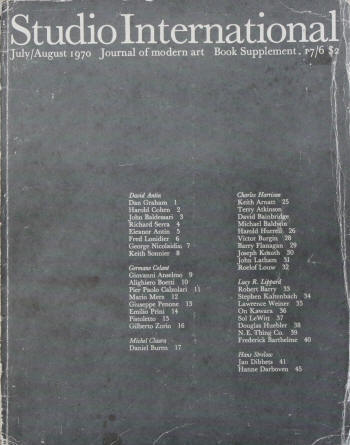 Studio International
July/August 1970 Journal of modern art Book Supplement. 17/6 $2
David Antin
Dan Graham 1
Harold Cohen 2
John Baldessari 3
Richard Serra 4
Eleanor Antin 5
Fred Lonidier 6
George Nicolaidis 7
Keith Sonnier 8
Germano Celant
Giovanni Anselmo 9
Alighiero Boetti 10
Pier Paolo Calzolari 11
Mario Merz 12
Giuseppe Penone 13
Emilio Prini 14
Pistoletto 15
Gilberto Zorio 16
Michel Claura
Daniel Buren 17
Charles Harrison
Keith Arnatt 25
Terry Atkinson
David Bainbridge
Michael Baldwin
Harold Hurrell 26
Victor Burgin 28
Barry Flanagan 29
Joseph Kosuth 30
John Latham 31
Roelof Louw 32
Lucy R. Lippard
Robert Barry 33
Stephen Kaltenbach 34
Lawrence Weiner 35
On Kawara 36
Sol LeWitt 37
Douglas Huebler 38
N.E. Thing Co. 39
Frederick Barthelme 40
Hans Strelow
Jan Dibbets 41
Hanne Darboven 45